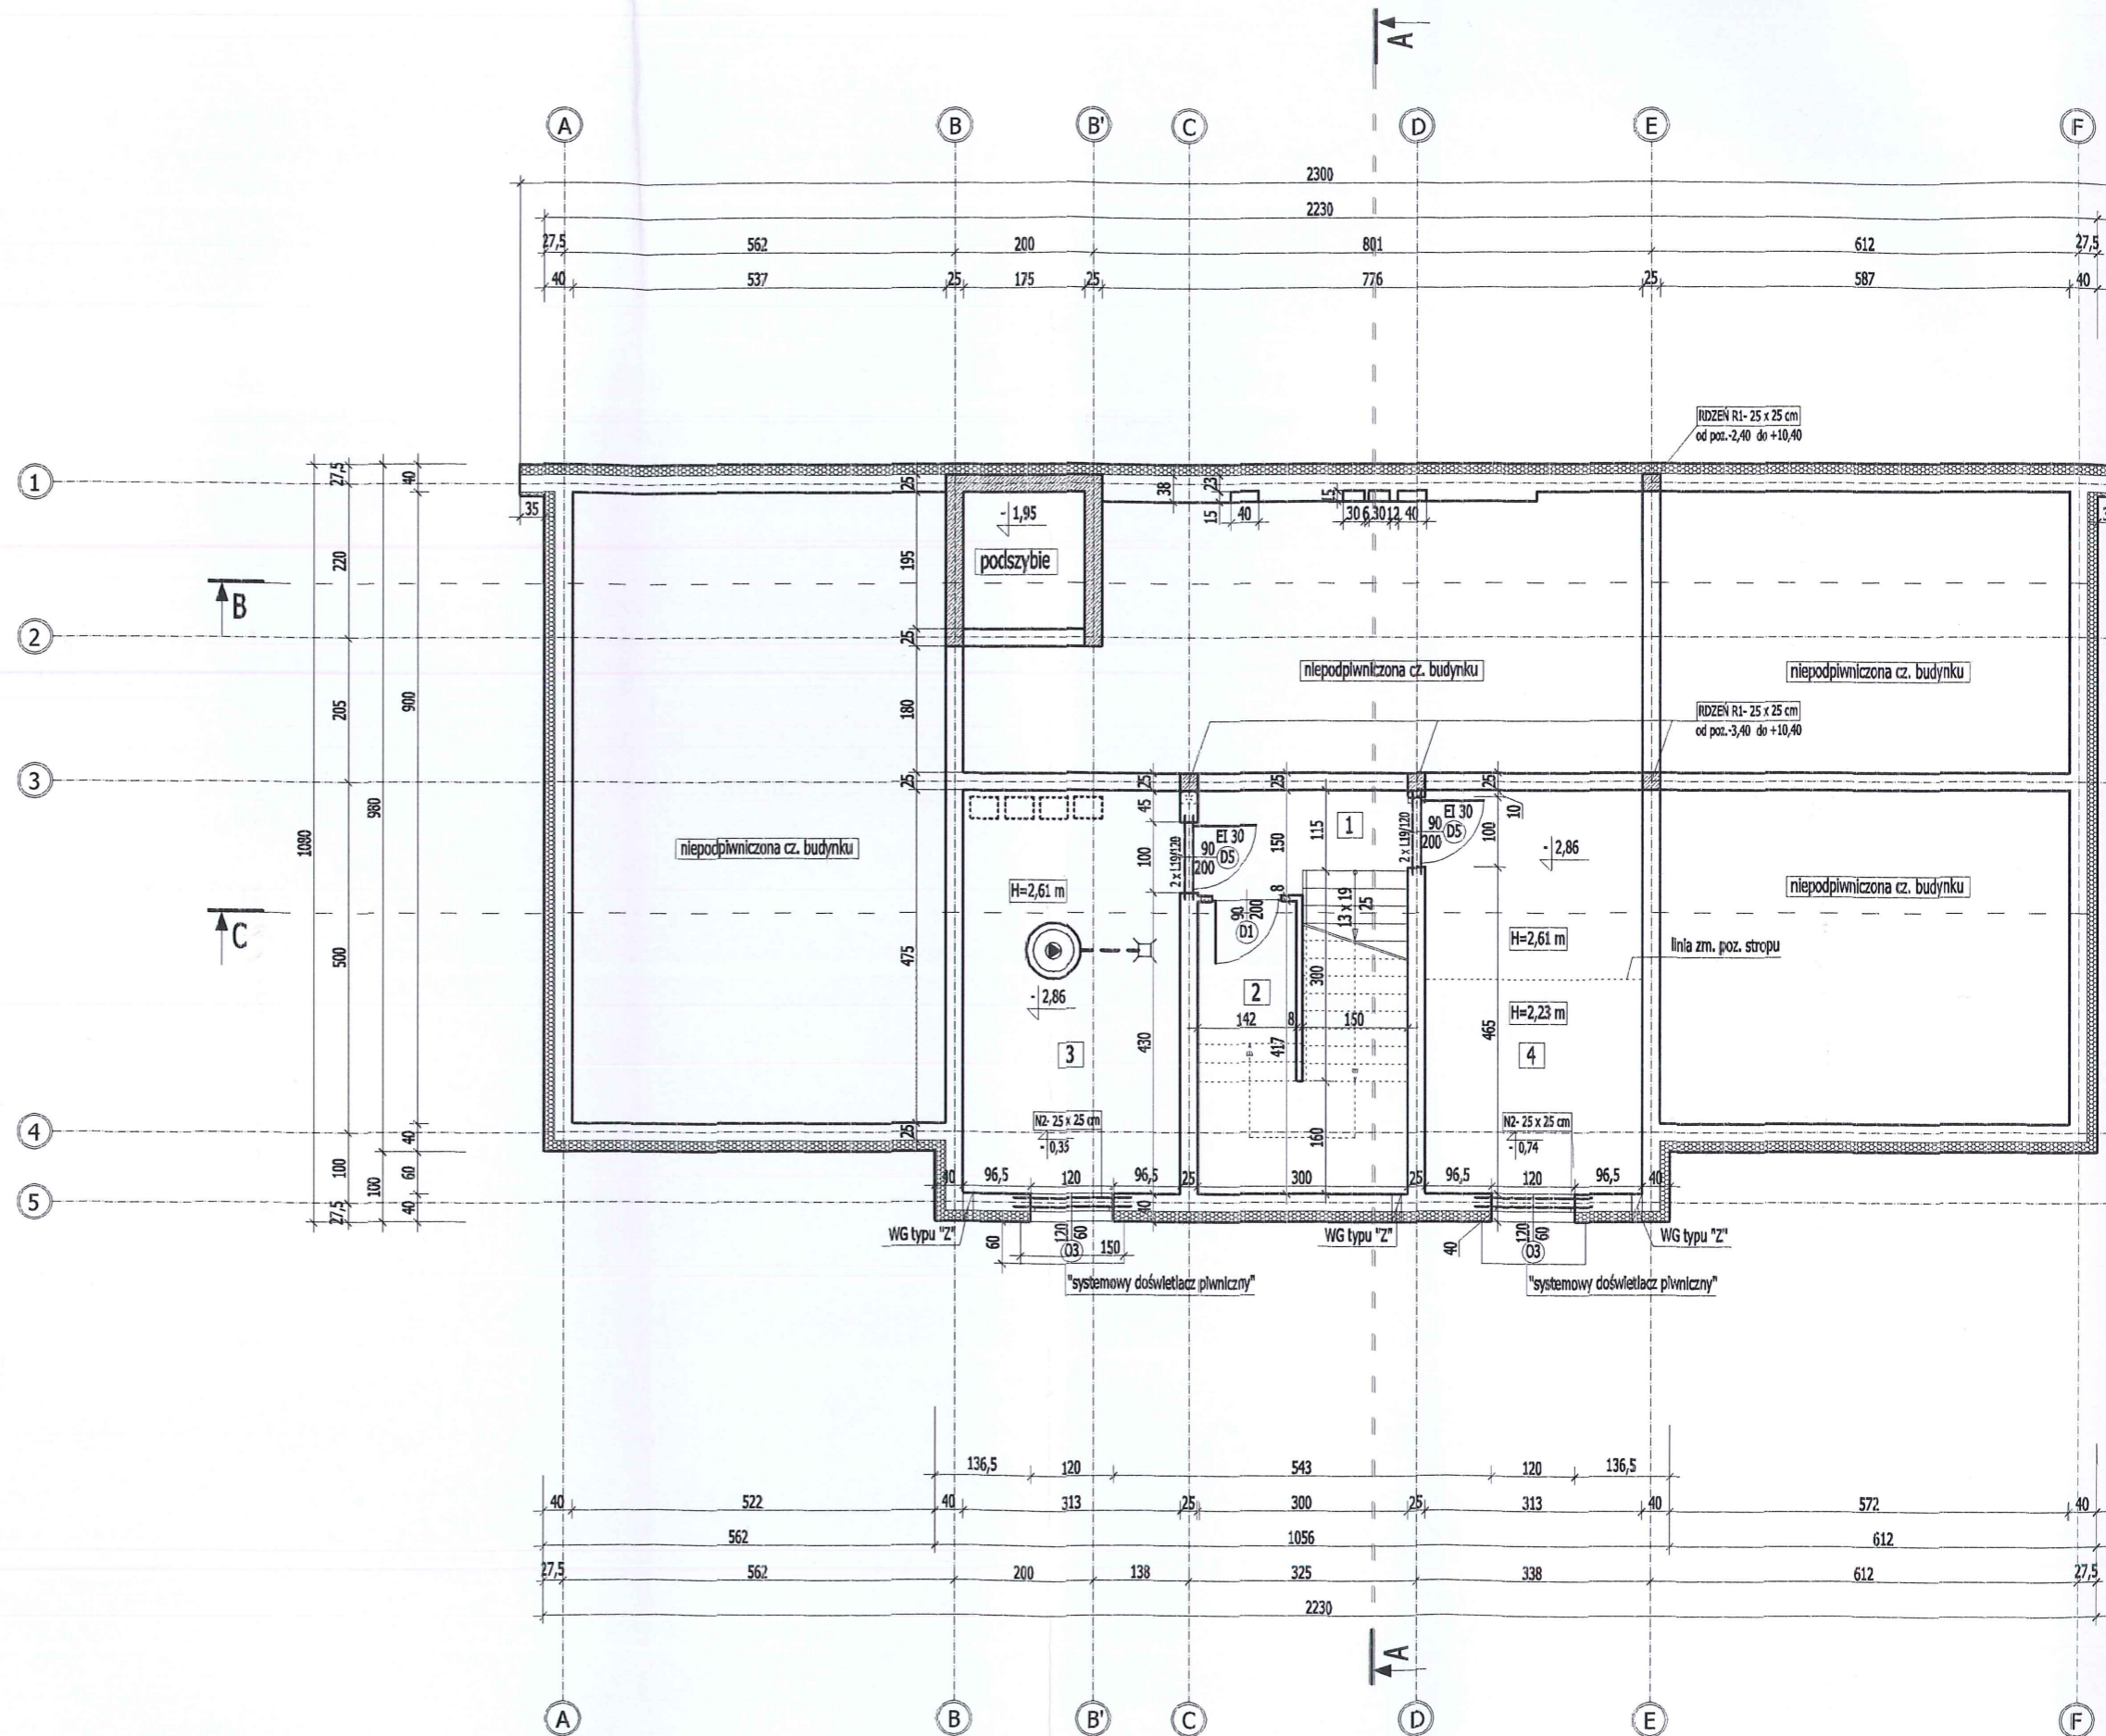 A
A
B
B'
C
D
E
F
2300
2230
27,5
562
200
801
612
27,5
40
537
25
175
25
776
25
587
40
RDZEŃ R1- 25 x 25 cm
od poz.-2,40 do +10,40
1
27,5
40
25
38
23
15
15
40
30
6
30
12
40
35
- 1,95
podszybie
220
195
B
2
25
niepodpiwniczona cz. budynku
niepodpiwniczona cz. budynku
205
900
180
RDZEŃ R1- 25 x 25 cm
od poz.-3,40 do +10,40
3
25
25
25
25
980
1080
45
10
niepodpiwniczona cz. budynku
100
2 x L19/120
EI 30
90
200
D5
150
115
1
2 x L19/120
EI 30
90
200
D5
100
- 2,86
H=2,61 m
niepodpiwniczona cz. budynku
8
90
200
D1
13 x 19
25
C
H=2,61 m
linia zm. poz. stropu
500
475
300
2
- 2,86
H=2,23 m
142
8
150
430
417
465
3
4
4
40
25
N2- 25 x 25 cm
- 0,35
160
N2- 25 x 25 cm
- 0,74
100
60
100
40
96,5
120
96,5
25
300
25
96,5
120
96,5
40
5
27,5
40
40
WG typu "Z"
60
120
60
O3
150
WG typu "Z"
40
120
60
O3
WG typu "Z"
"systemowy doświetlacz piwniczny"
"systemowy doświetlacz piwniczny"
136,5
120
543
120
136,5
40
522
40
313
25
300
25
313
40
572
40
562
1056
612
27,5
562
200
138
325
338
612
27,5
2230
A
A
B
B'
C
D
E
F